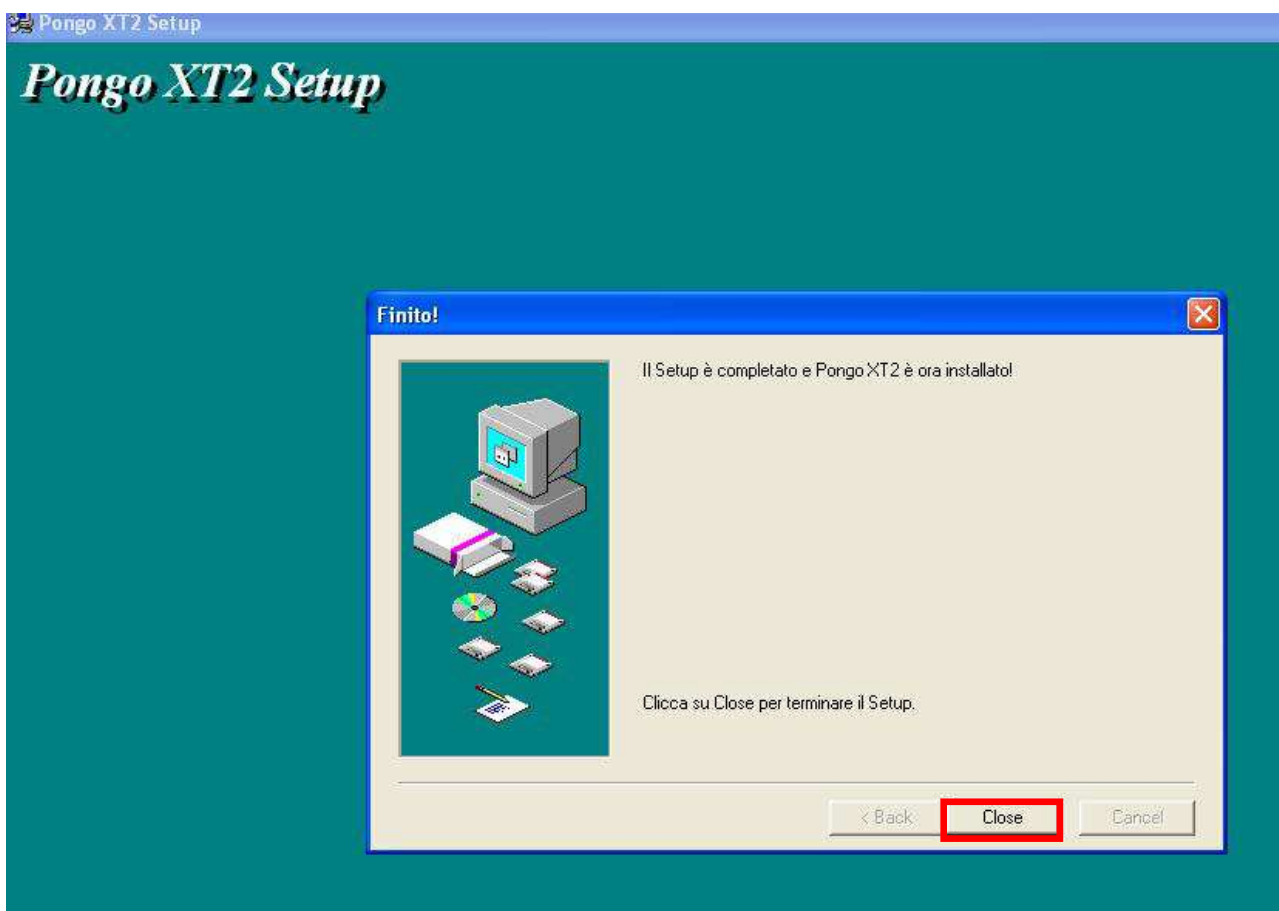 Pongo XT2 Setup
Pongo XT2 Setup
Finito!
Il Setup è completato e Pongo XT2 è ora installato!
Clicca su Close per terminare il Setup.
< Back
Close
Cancel